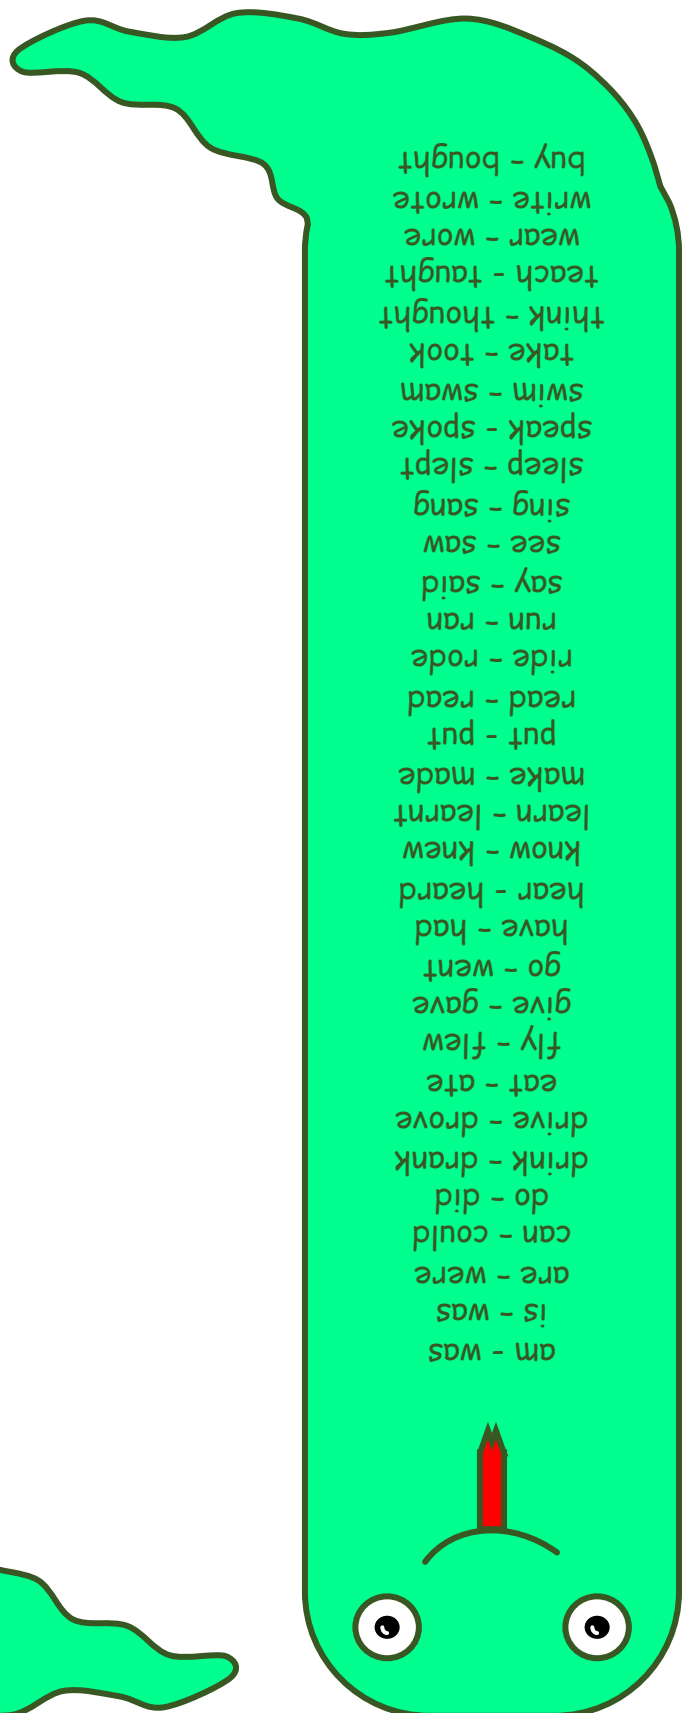 am - was
is - was
are - were
can - could
do - did
drink - drank
drive - drove
eat - ate
fly - flew
give - gave
go - went
have - had
hear - heard
know - knew
learn - learnt
make - made
put - put
read - read
ride - rode
run - ran
say - said
see - saw
sing - sang
sleep - slept
speak - spoke
swim - swam
take - took
think - thought
teach - taught
wear - wore
write - wrote
buy - bought